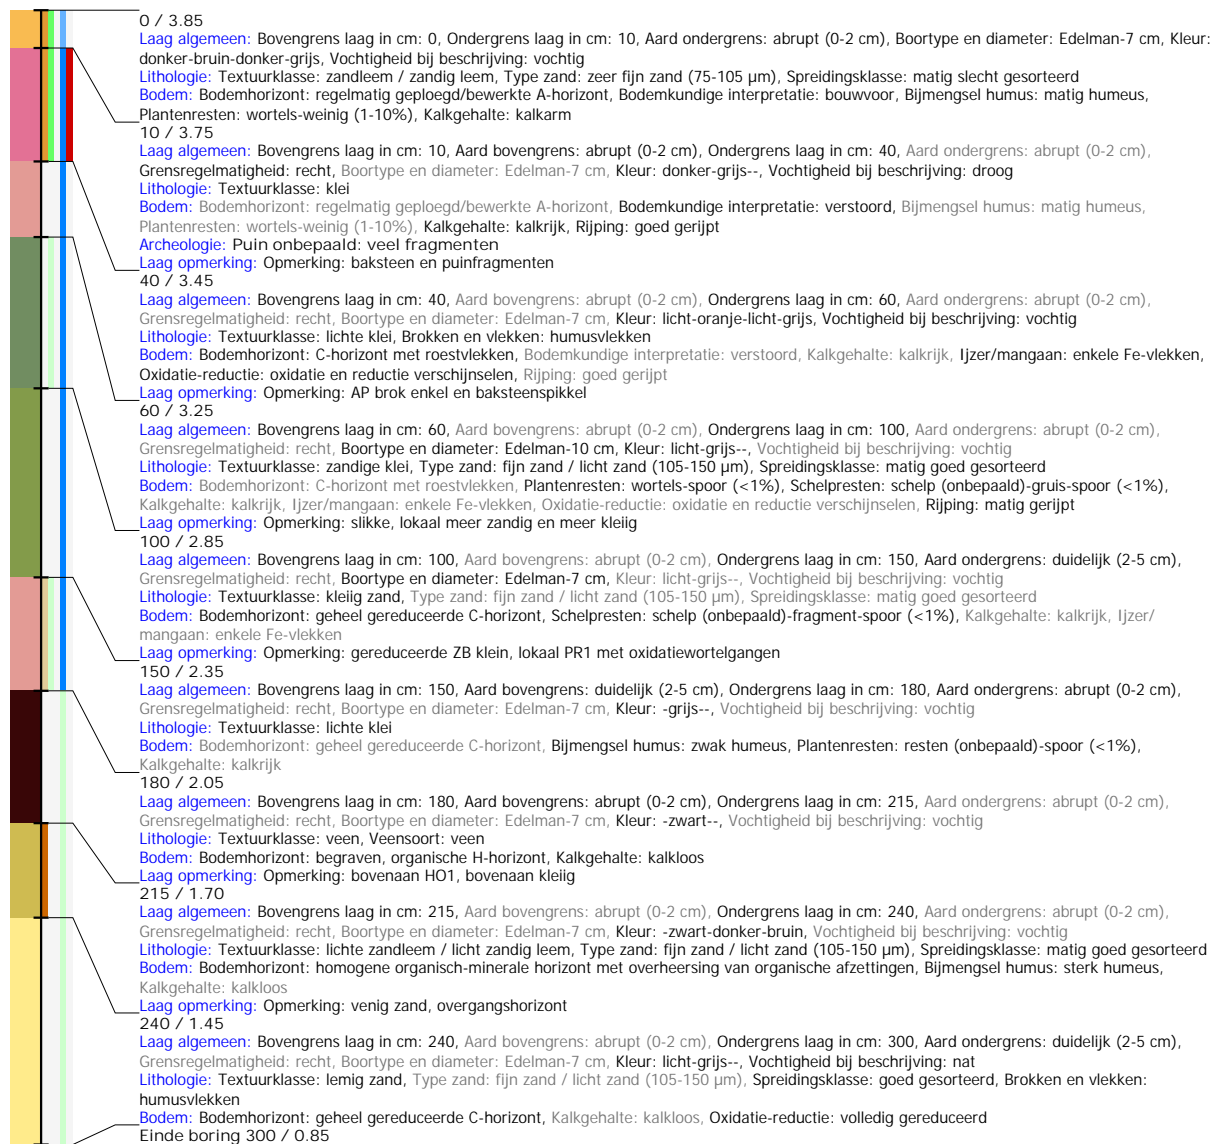 0 / 3.85
Laag algemeen: Bovengrens laag in cm: 0, Ondergrens laag in cm: 10, Aard ondergrens: abrupt (0-2 cm), Boortype en diameter: Edelman-7 cm, Kleur:
donker-bruin-donker-grijs, Vochtigheid bij beschrijving: vochtig
Lithologie: Textuurklasse: zandleem / zandig leem, Type zand: zeer fijn zand (75-105 µm), Spreidingsklasse: matig slecht gesorteerd
Bodem: Bodemhorizont: regelmatig geploegd/bewerkte A-horizont, Bodemkundige interpretatie: bouwvoor, Bijmengsel humus: matig humeus,
Plantenresten: wortels-weinig (1-10%), Kalkgehalte: kalkarm
10 / 3.75
Laag algemeen: Bovengrens laag in cm: 10, Aard bovengrens: abrupt (0-2 cm), Ondergrens laag in cm: 40, Aard ondergrens: abrupt (0-2 cm),
Grensregelmatigheid: recht, Boortype en diameter: Edelman-7 cm, Kleur: donker-grijs--, Vochtigheid bij beschrijving: droog
Lithologie: Textuurklasse: klei
Bodem: Bodemhorizont: regelmatig geploegd/bewerkte A-horizont, Bodemkundige interpretatie: verstoord, Bijmengsel humus: matig humeus,
Plantenresten: wortels-weinig (1-10%), Kalkgehalte: kalkrijk, Rijping: goed gerijpt
Archeologie: Puin onbepaald: veel fragmenten
Laag opmerking: Opmerking: baksteen en puinfragmenten
40 / 3.45
Laag algemeen: Bovengrens laag in cm: 40, Aard bovengrens: abrupt (0-2 cm), Ondergrens laag in cm: 60, Aard ondergrens: abrupt (0-2 cm),
Grensregelmatigheid: recht, Boortype en diameter: Edelman-7 cm, Kleur: licht-oranje-licht-grijs, Vochtigheid bij beschrijving: vochtig
Lithologie: Textuurklasse: lichte klei, Brokken en vlekken: humusvlekken
Bodem: Bodemhorizont: C-horizont met roestvlekken, Bodemkundige interpretatie: verstoord, Kalkgehalte: kalkrijk, Ijzer/mangaan: enkele Fe-vlekken,
Oxidatie-reductie: oxidatie en reductie verschijnselen, Rijping: goed gerijpt
Laag opmerking: Opmerking: AP brok enkel en baksteenspikkel
60 / 3.25
Laag algemeen: Bovengrens laag in cm: 60, Aard bovengrens: abrupt (0-2 cm), Ondergrens laag in cm: 100, Aard ondergrens: abrupt (0-2 cm),
Grensregelmatigheid: recht, Boortype en diameter: Edelman-10 cm, Kleur: licht-grijs--, Vochtigheid bij beschrijving: vochtig
Lithologie: Textuurklasse: zandige klei, Type zand: fijn zand / licht zand (105-150 µm), Spreidingsklasse: matig goed gesorteerd
Bodem: Bodemhorizont: C-horizont met roestvlekken, Plantenresten: wortels-spoor (<1%), Schelpresten: schelp (onbepaald)-gruis-spoor (<1%),
Kalkgehalte: kalkrijk, Ijzer/mangaan: enkele Fe-vlekken, Oxidatie-reductie: oxidatie en reductie verschijnselen, Rijping: matig gerijpt
Laag opmerking: Opmerking: slikke, lokaal meer zandig en meer kleiig
100 / 2.85
Laag algemeen: Bovengrens laag in cm: 100, Aard bovengrens: abrupt (0-2 cm), Ondergrens laag in cm: 150, Aard ondergrens: duidelijk (2-5 cm),
Grensregelmatigheid: recht, Boortype en diameter: Edelman-7 cm, Kleur: licht-grijs--, Vochtigheid bij beschrijving: vochtig
Lithologie: Textuurklasse: kleiig zand, Type zand: fijn zand / licht zand (105-150 µm), Spreidingsklasse: matig goed gesorteerd
Bodem: Bodemhorizont: geheel gereduceerde C-horizont, Schelpresten: schelp (onbepaald)-fragment-spoor (<1%), Kalkgehalte: kalkrijk, Ijzer/
mangaan: enkele Fe-vlekken
Laag opmerking: Opmerking: gereduceerde ZB klein, lokaal PR1 met oxidatiewortelgangen
150 / 2.35
Laag algemeen: Bovengrens laag in cm: 150, Aard bovengrens: duidelijk (2-5 cm), Ondergrens laag in cm: 180, Aard ondergrens: abrupt (0-2 cm),
Grensregelmatigheid: recht, Boortype en diameter: Edelman-7 cm, Kleur: -grijs--, Vochtigheid bij beschrijving: vochtig
Lithologie: Textuurklasse: lichte klei
Bodem: Bodemhorizont: geheel gereduceerde C-horizont, Bijmengsel humus: zwak humeus, Plantenresten: resten (onbepaald)-spoor (<1%),
Kalkgehalte: kalkrijk
180 / 2.05
Laag algemeen: Bovengrens laag in cm: 180, Aard bovengrens: abrupt (0-2 cm), Ondergrens laag in cm: 215, Aard ondergrens: abrupt (0-2 cm),
Grensregelmatigheid: recht, Boortype en diameter: Edelman-7 cm, Kleur: -zwart--, Vochtigheid bij beschrijving: vochtig
Lithologie: Textuurklasse: veen, Veensoort: veen
Bodem: Bodemhorizont: begraven, organische H-horizont, Kalkgehalte: kalkloos
Laag opmerking: Opmerking: bovenaan HO1, bovenaan kleiig
215 / 1.70
Laag algemeen: Bovengrens laag in cm: 215, Aard bovengrens: abrupt (0-2 cm), Ondergrens laag in cm: 240, Aard ondergrens: abrupt (0-2 cm),
Grensregelmatigheid: recht, Boortype en diameter: Edelman-7 cm, Kleur: -zwart-donker-bruin, Vochtigheid bij beschrijving: vochtig
Lithologie: Textuurklasse: lichte zandleem / licht zandig leem, Type zand: fijn zand / licht zand (105-150 µm), Spreidingsklasse: matig goed gesorteerd
Bodem: Bodemhorizont: homogene organisch-minerale horizont met overheersing van organische afzettingen, Bijmengsel humus: sterk humeus,
Kalkgehalte: kalkloos
Laag opmerking: Opmerking: venig zand, overgangshorizont
240 / 1.45
Laag algemeen: Bovengrens laag in cm: 240, Aard bovengrens: abrupt (0-2 cm), Ondergrens laag in cm: 300, Aard ondergrens: duidelijk (2-5 cm),
Grensregelmatigheid: recht, Boortype en diameter: Edelman-7 cm, Kleur: licht-grijs--, Vochtigheid bij beschrijving: nat
Lithologie: Textuurklasse: lemig zand, Type zand: fijn zand / licht zand (105-150 µm), Spreidingsklasse: goed gesorteerd, Brokken en vlekken:
humusvlekken
Bodem: Bodemhorizont: geheel gereduceerde C-horizont, Kalkgehalte: kalkloos, Oxidatie-reductie: volledig gereduceerd
Einde boring 300 / 0.85